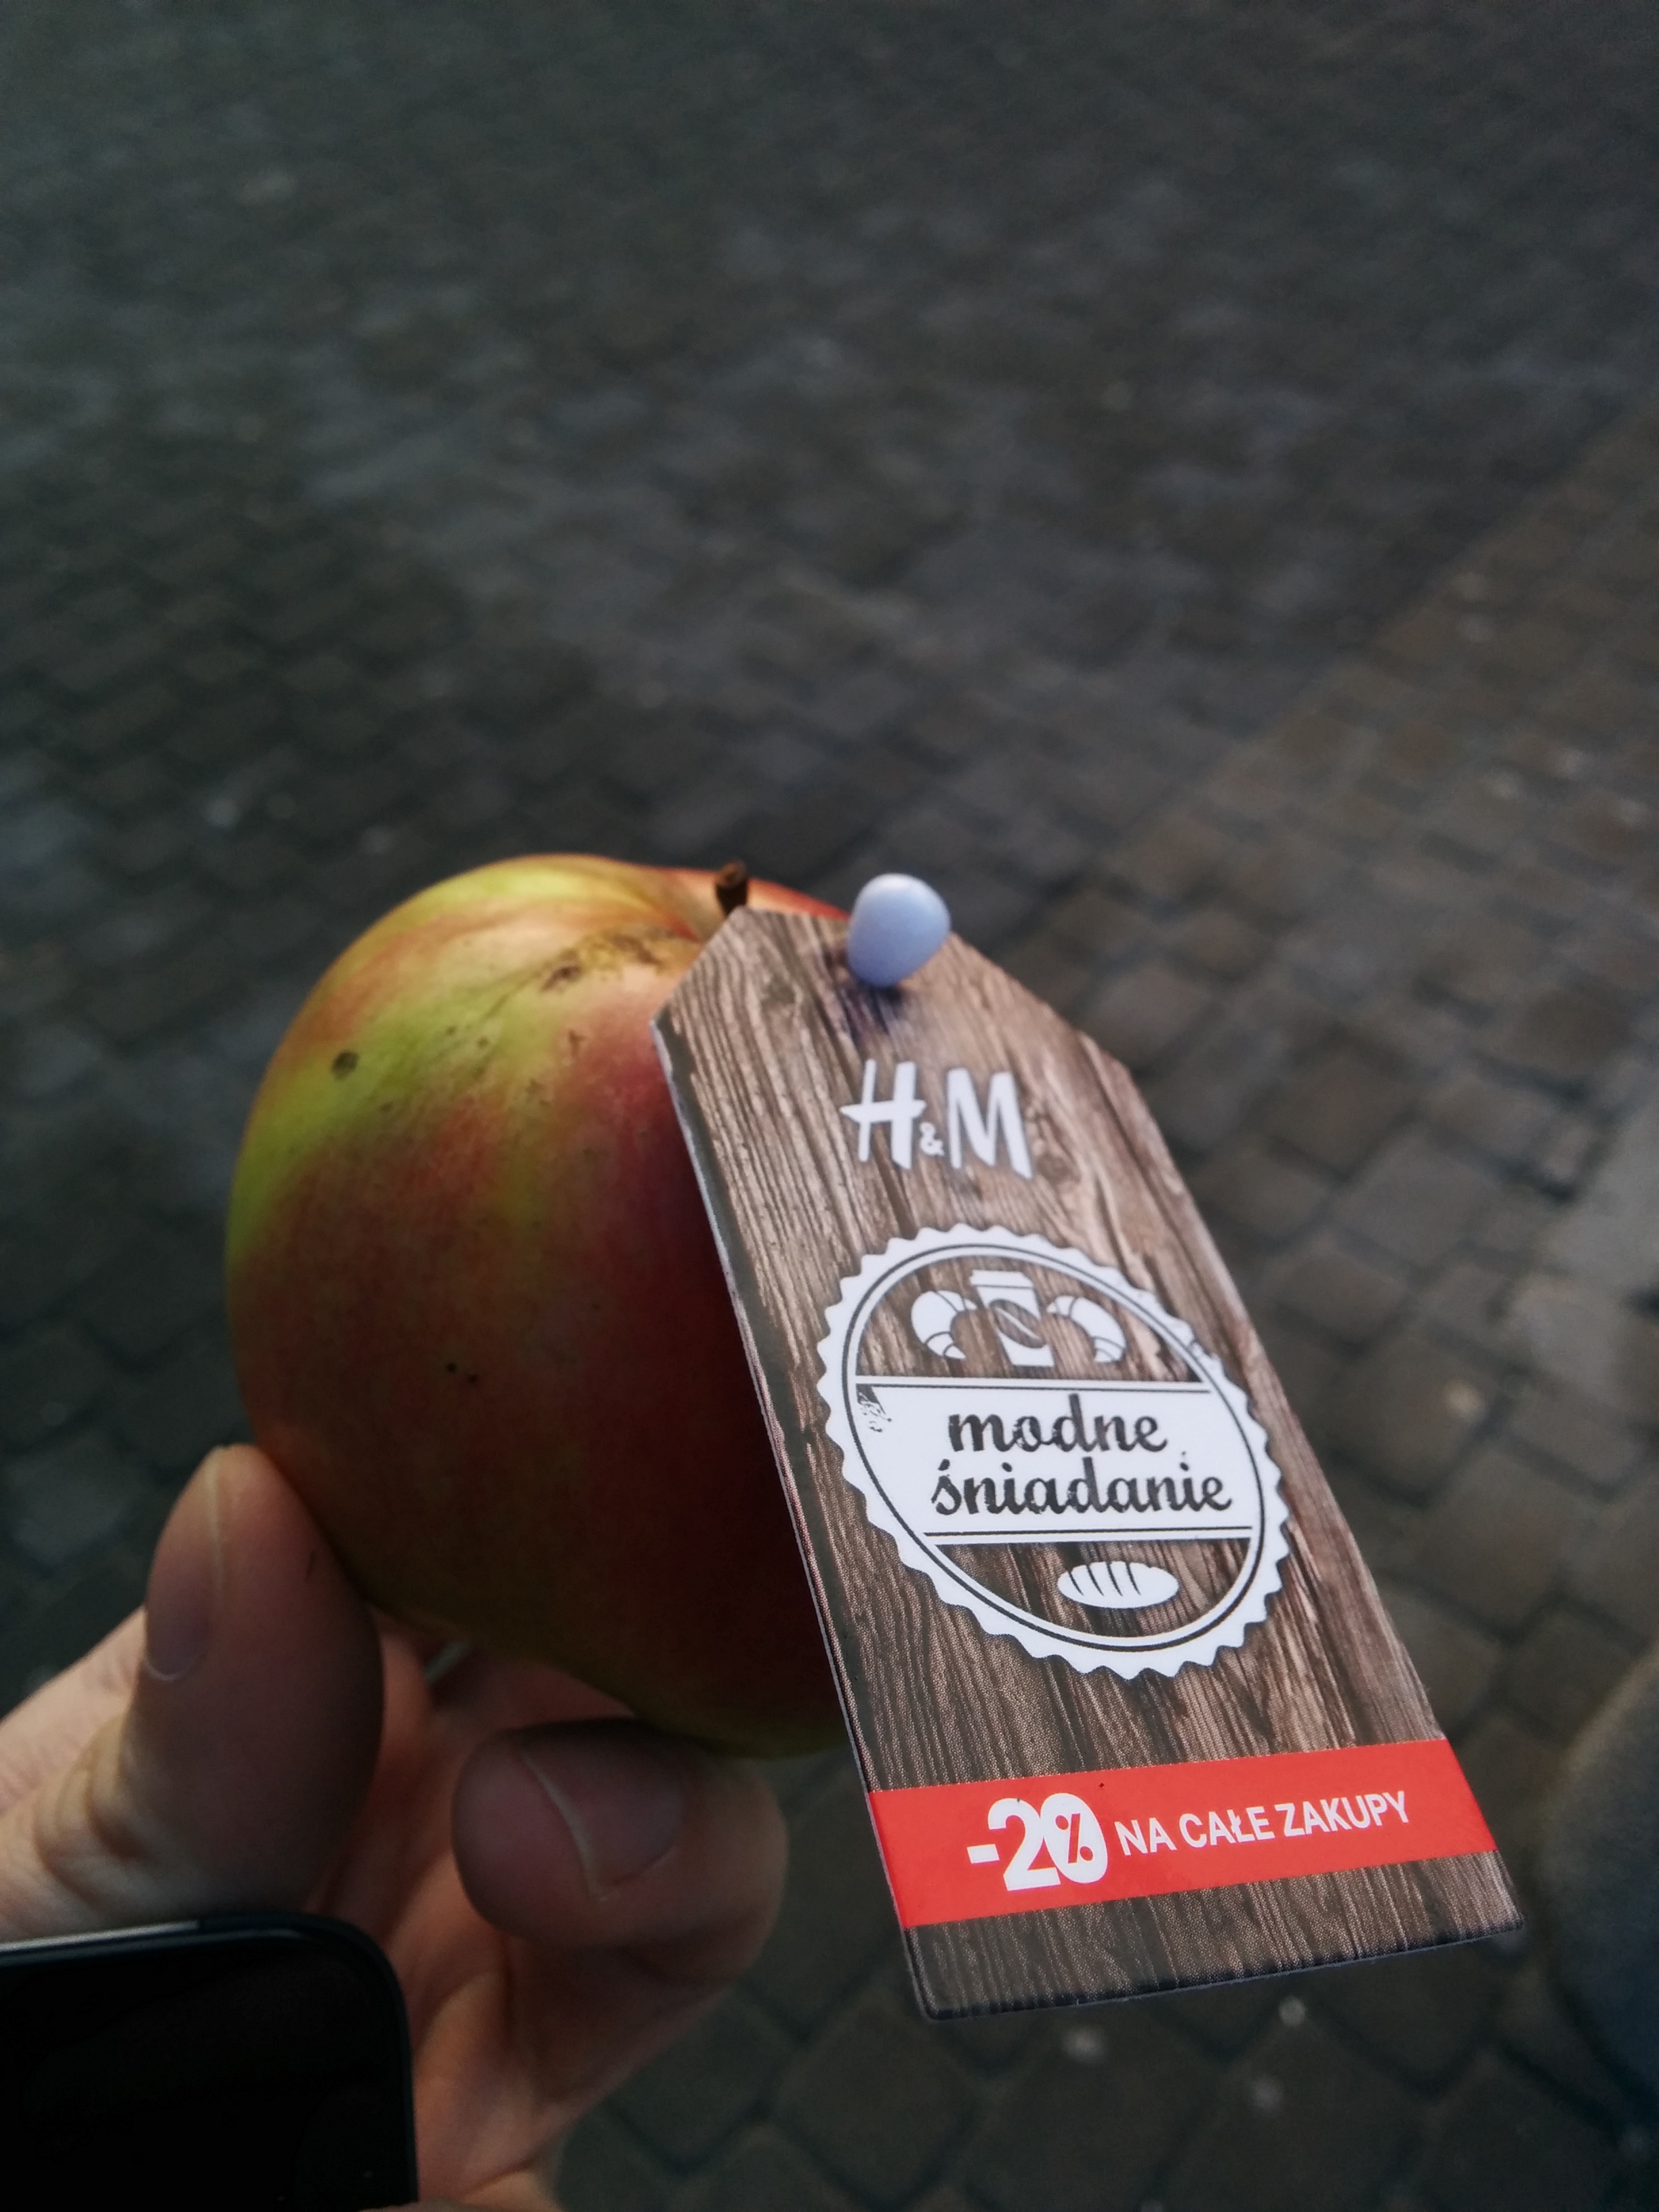 H&M
modne
śniadanie
-20% NA CAŁE ZAKUPY